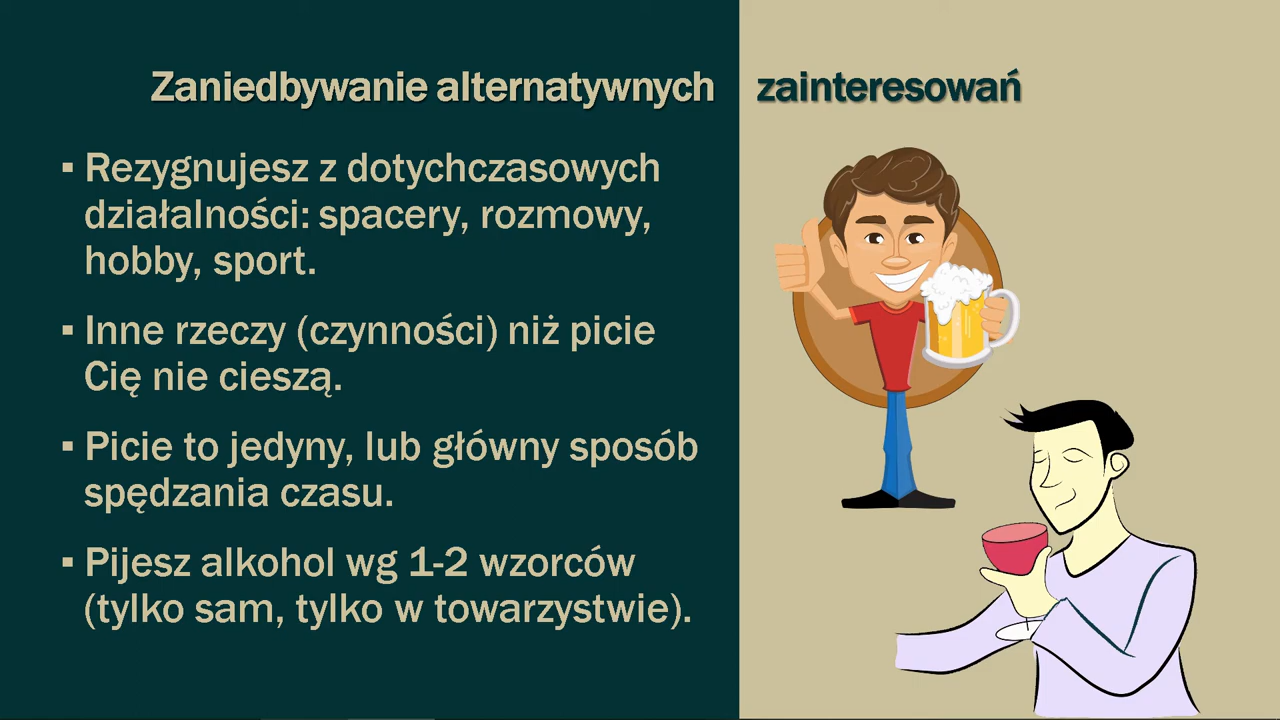 Zaniedbywanie alternatywnych zainteresowań
▪ Rezygnujesz z dotychczasowych
działalności: spacery, rozmowy,
hobby, sport.
▪ Inne rzeczy (czynności) niż picie
Cię nie cieszą.
▪ Picie to jedyny, lub główny sposób
spędzania czasu.
▪ Pijesz alkohol wg 1-2 wzorców
(tylko sam, tylko w towarzystwie).